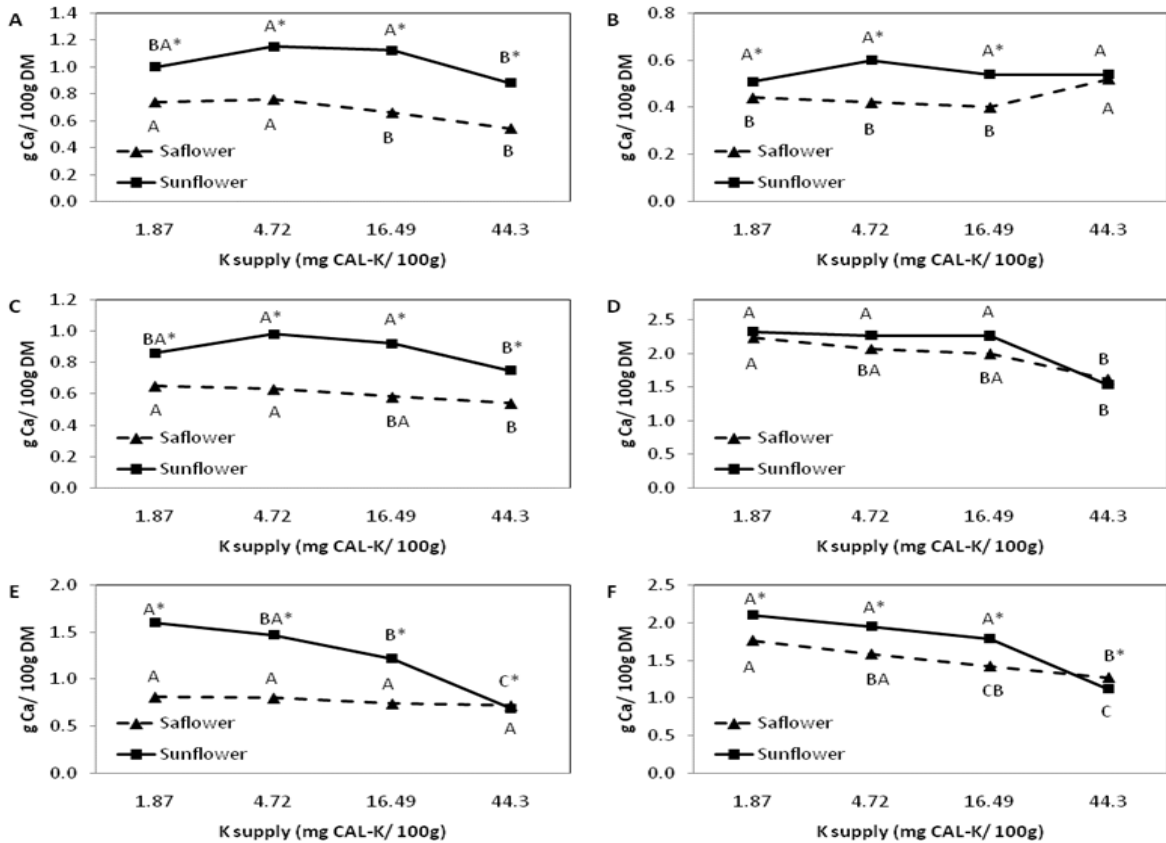 A
1.4
1.2
1.0
0.8
0.6
0.4
0.2
0.0
g Ca/ 100g DM
BA*
A*
A*
B*
A
A
B
B
Saflower
Sunflower
1.87
4.72
16.49
44.3
K supply (mg CAL-K/ 100g)
B
0.8
0.6
0.4
0.2
0.0
g Ca/ 100g DM
A*
A*
A*
A
B
B
B
A
Saflower
Sunflower
1.87
4.72
16.49
44.3
K supply (mg CAL-K/ 100g)
C
1.2
1.0
0.8
0.6
0.4
0.2
0.0
g Ca/ 100g DM
BA*
A*
A*
B*
A
A
BA
B
Saflower
Sunflower
1.87
4.72
16.49
44.3
K supply (mg CAL-K/ 100g)
D
2.5
2.0
1.5
1.0
0.5
0.0
g Ca/ 100g DM
A
A
A
B
A
BA
BA
B
Saflower
Sunflower
1.87
4.72
16.49
44.3
K supply (mg CAL-K/ 100g)
E
2.0
1.5
1.0
0.5
0.0
g Ca/ 100g DM
A*
BA*
B*
C*
A
A
A
A
Saflower
Sunflower
1.87
4.72
16.49
44.3
K supply (mg CAL-K/ 100g)
F
2.5
2.0
1.5
1.0
0.5
0.0
g Ca/ 100g DM
A*
A*
A*
B*
A
BA
CB
C
Saflower
Sunflower
1.87
4.72
16.49
44.3
K supply (mg CAL-K/ 100g)